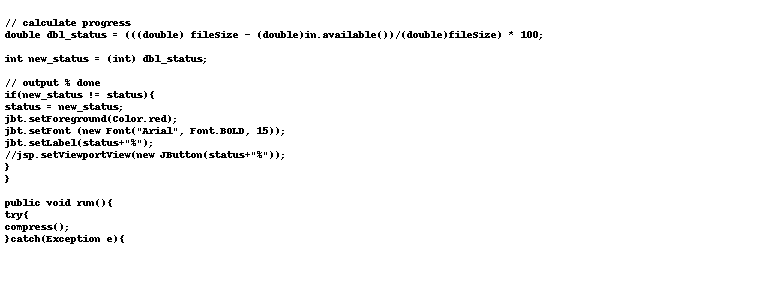 // calculate progress
double dbl_status = (((double) fileSize - (double)in.available())/(double)fileSize) * 100;
int new_status = (int) dbl_status;
// output % done
if(new_status != status){
status = new_status;
jbt.setForeground(Color.red);
jbt.setFont (new Font("Arial", Font.BOLD, 15));
jbt.setLabel(status+"%");
//jsp.setViewportView(new JButton(status+"%"));
}
}
public void run(){
try{
compress();
}catch(Exception e){